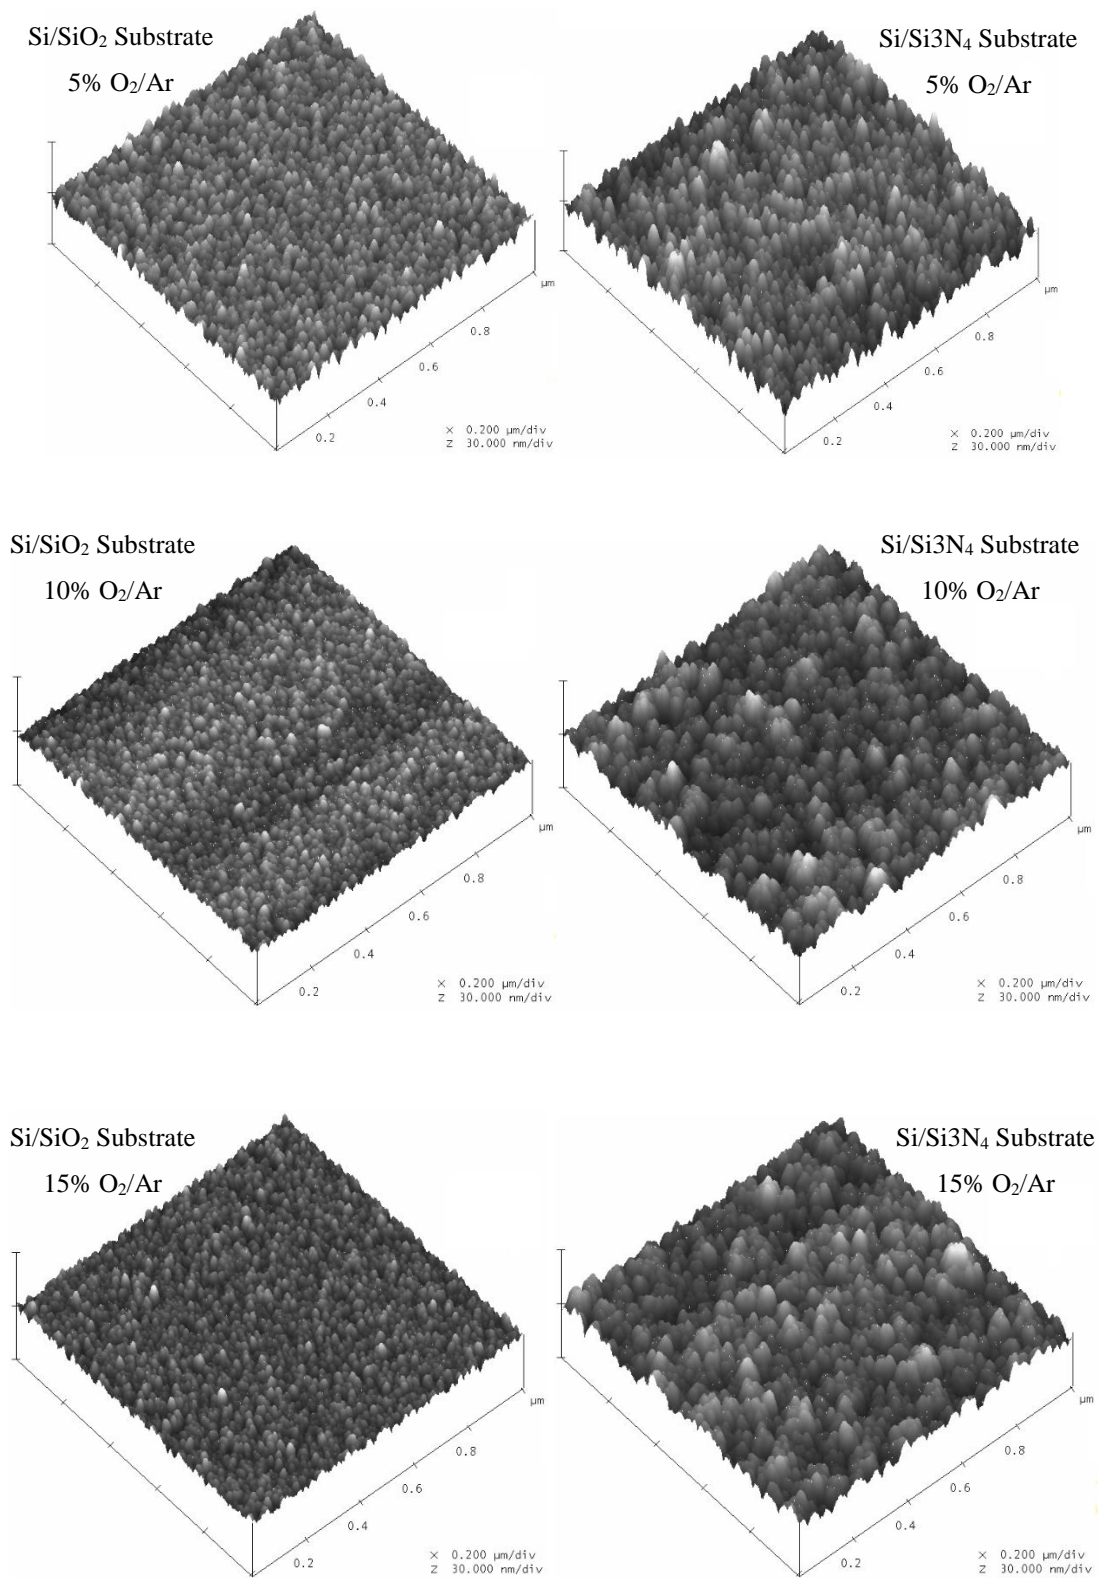 Si/SiO₂ Substrate
5% O₂/Ar
μm
0.8
0.6
0.4
0.2
X 0.200 μm/div
Z 30.000 nm/div
Si/Si3N₄ Substrate
5% O₂/Ar
μm
0.8
0.6
0.4
0.2
X 0.200 μm/div
Z 30.000 nm/div
Si/SiO₂ Substrate
10% O₂/Ar
μm
0.8
0.6
0.4
0.2
X 0.200 μm/div
Z 30.000 nm/div
Si/Si3N₄ Substrate
10% O₂/Ar
μm
0.8
0.6
0.4
0.2
X 0.200 μm/div
Z 30.000 nm/div
Si/SiO₂ Substrate
15% O₂/Ar
μm
0.8
0.6
0.4
0.2
X 0.200 μm/div
Z 30.000 nm/div
Si/Si3N₄ Substrate
15% O₂/Ar
μm
0.8
0.6
0.4
0.2
X 0.200 μm/div
Z 30.000 nm/div